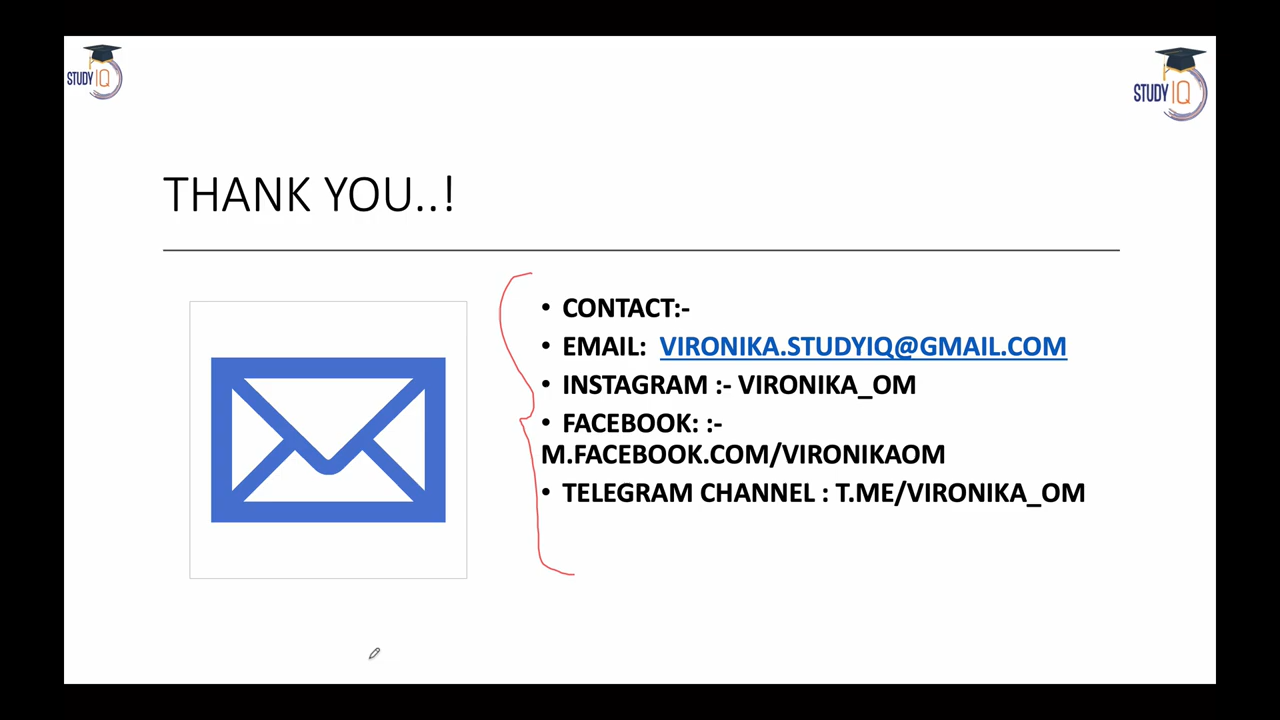 STUDY IQ
STUDY IQ
THANK YOU..!
• CONTACT:-
• EMAIL: VIRONIKA.STUDYIQ@GMAIL.COM
• INSTAGRAM :- VIRONIKA_OM
• FACEBOOK: :-
M.FACEBOOK.COM/VIRONIKAOM
• TELEGRAM CHANNEL : T.ME/VIRONIKA_OM